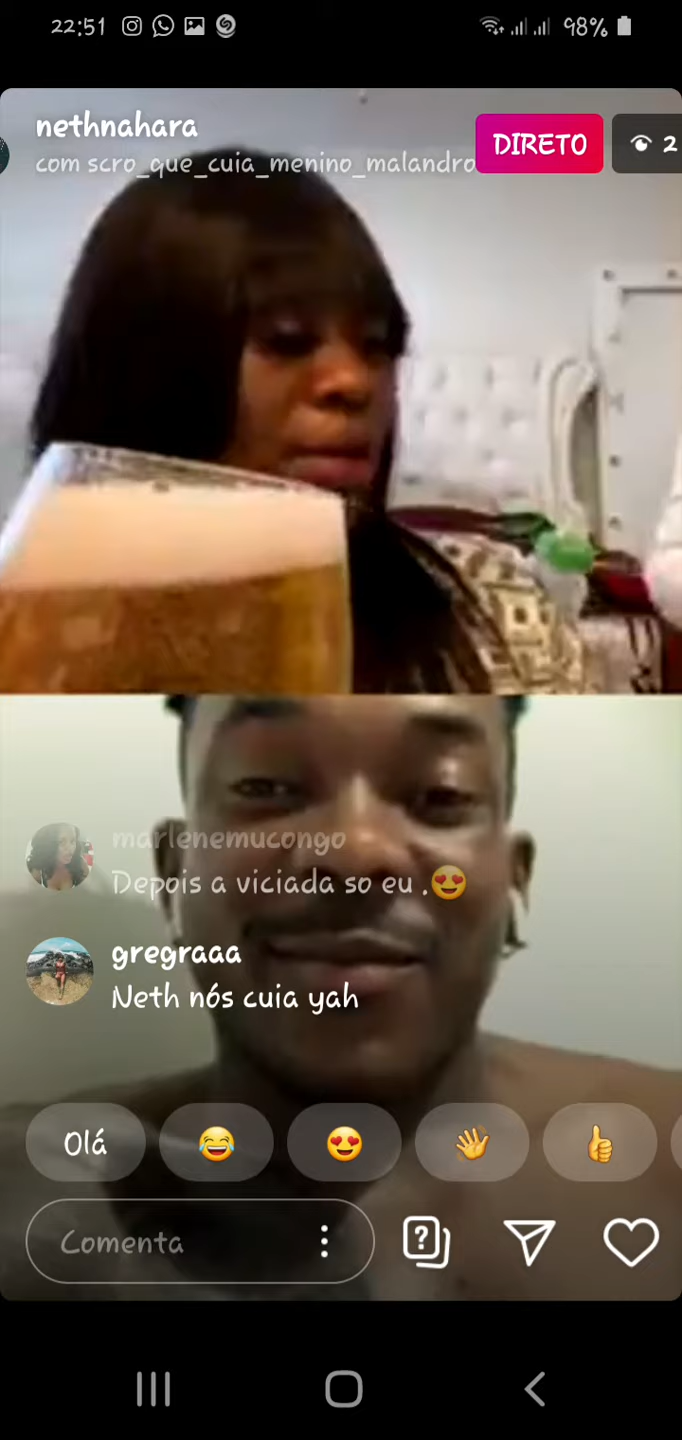 22:51
98%
nethnahara
com scro_que_cuia_menino_malandro
DIRETO
2
marlenemucongo
Depois a viciada so eu .😍
gregraaa
Neth nós cuia yah
Olá
Comenta